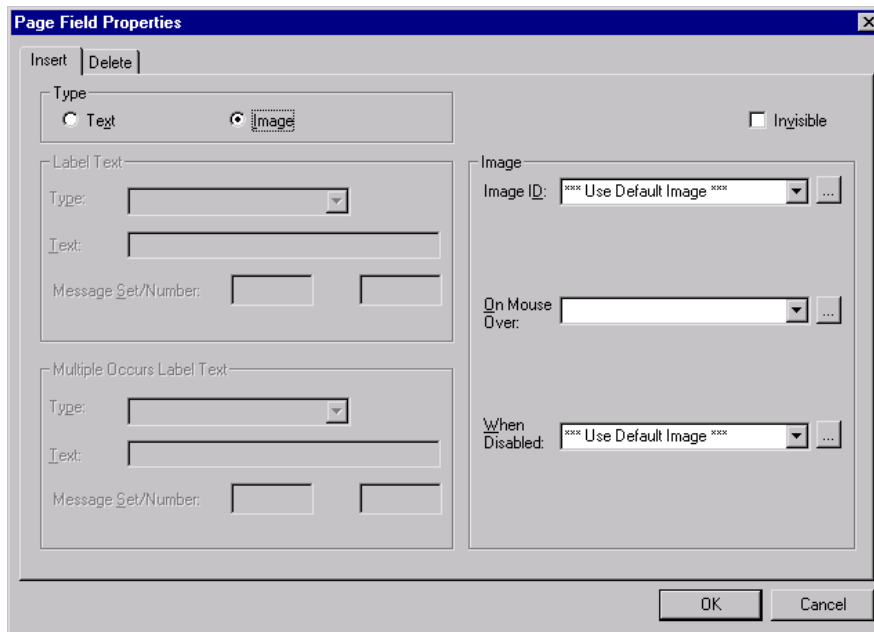 Page Field Properties
Insert Delete
Type
Text Image
Invisible
Label Text
Type:
Text:
Message Set/Number:
Multiple Occurs Label Text
Type:
Text:
Message Set/Number:
Image
Image ID: *** Use Default Image *** ...
On Mouse
Over: ...
When
Disabled: *** Use Default Image *** ...
OK Cancel